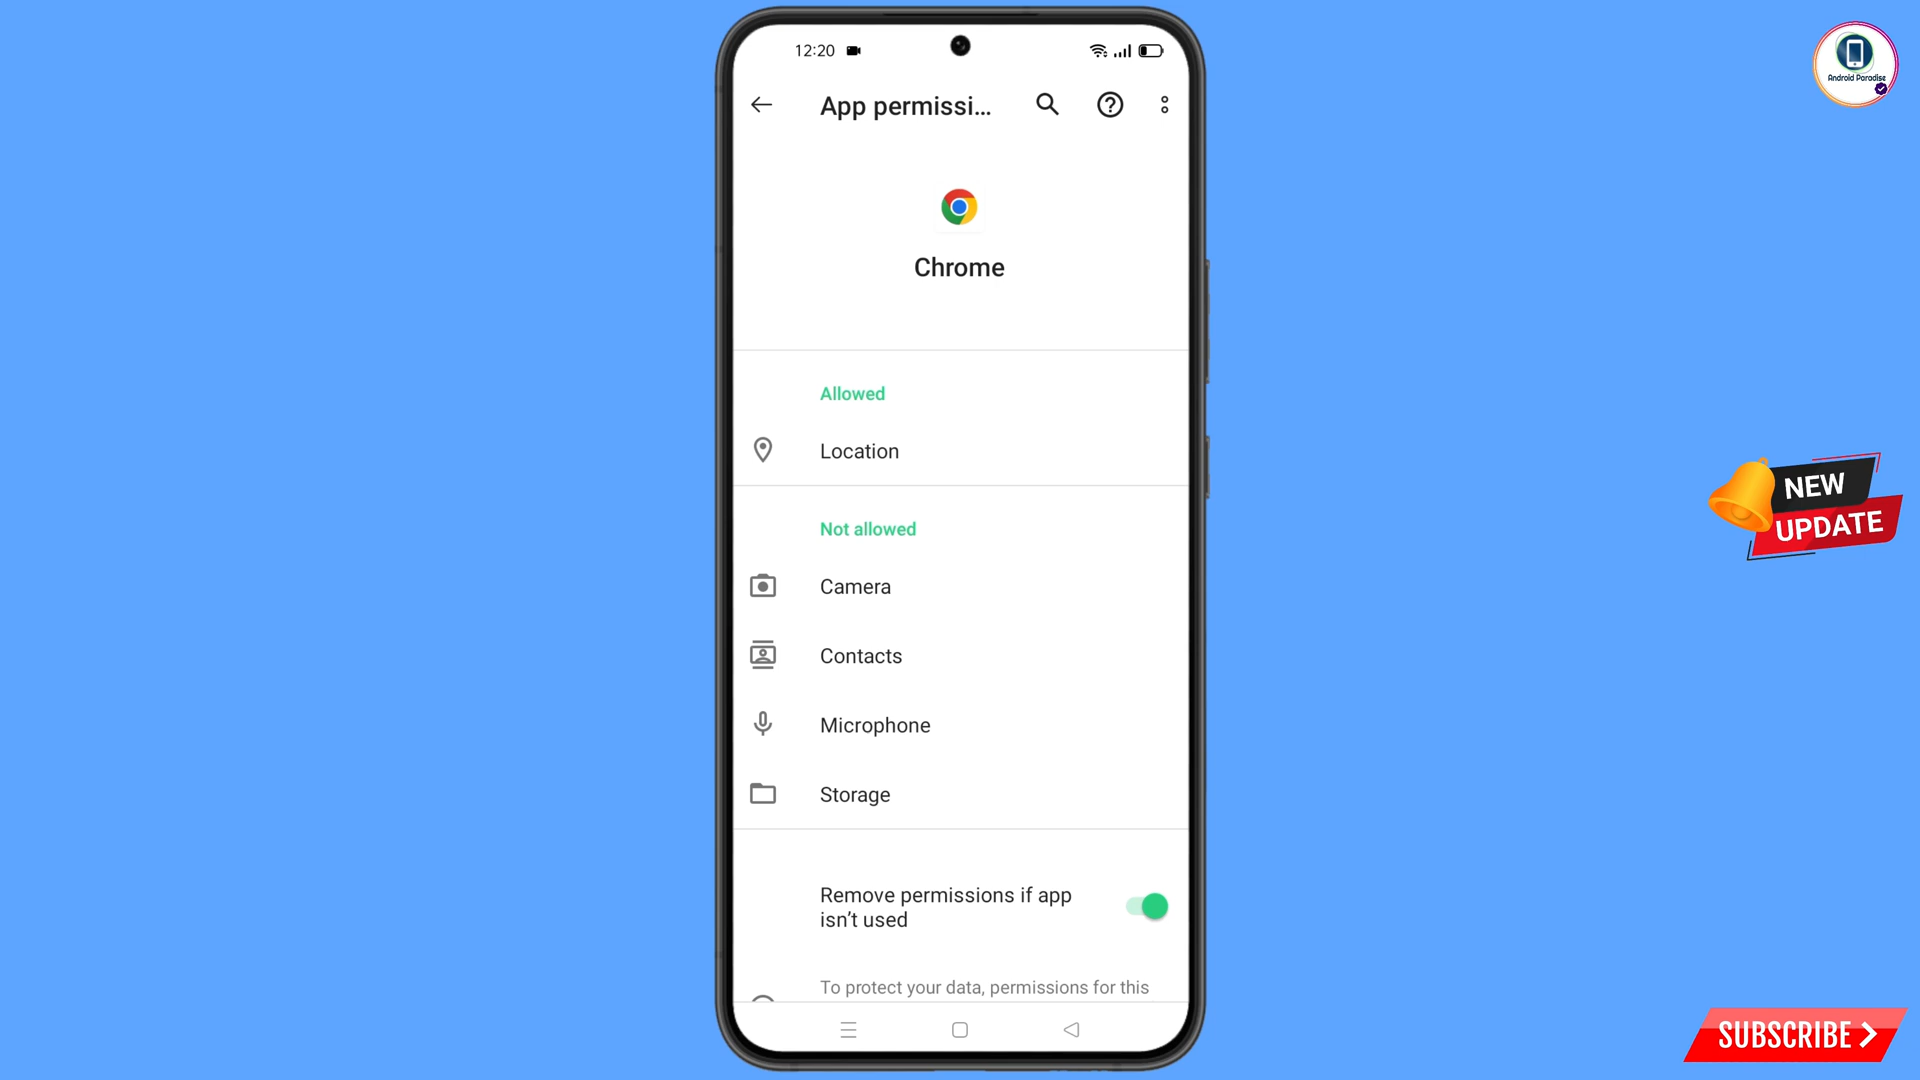 12:20
Android Paradise
App permissi...
Chrome
Allowed
Location
Not allowed
NEW
UPDATE
Camera
Contacts
Microphone
Storage
Remove permissions if app
isn't used
To protect your data, permissions for this
SUBSCRIBE